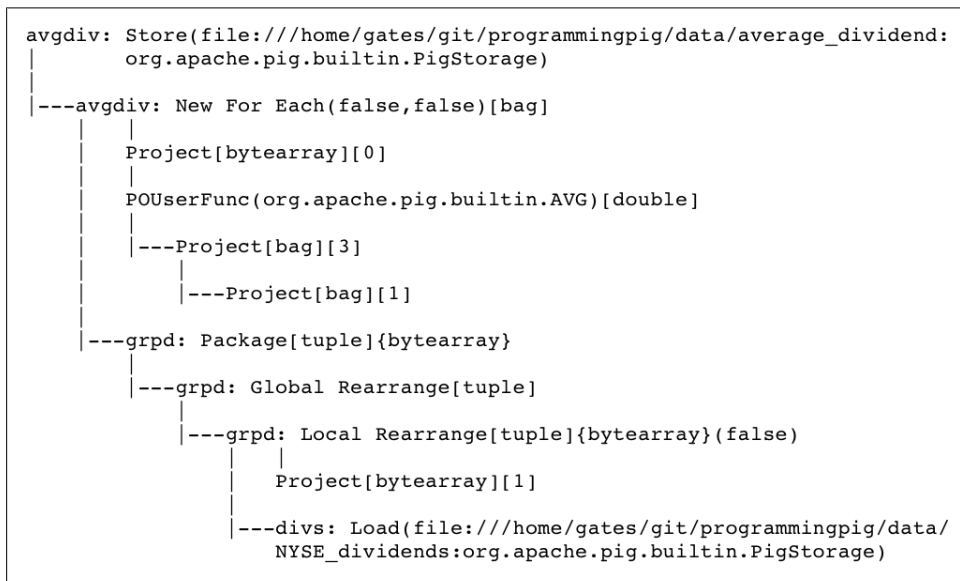 avgdiv: Store(file:///home/gates/git/programmingpig/data/average_dividend:
|       org.apache.pig.builtin.PigStorage)
|
|---avgdiv: New For Each(false,false)[bag]
    |   |
    |   Project[bytearray][0]
    |   |
    |   POUserFunc(org.apache.pig.builtin.AVG)[double]
    |   |
    |   |---Project[bag][3]
    |       |
    |       |---Project[bag][1]
    |
    |---grpd: Package[tuple]{bytearray}
        |
        |---grpd: Global Rearrange[tuple]
            |
            |---grpd: Local Rearrange[tuple]{bytearray}(false)
                |   |
                |   Project[bytearray][1]
                |
                |---divs: Load(file:///home/gates/git/programmingpig/data/
                    NYSE_dividends:org.apache.pig.builtin.PigStorage)